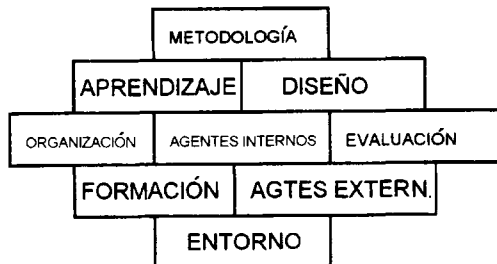 METODOLOGÍA
APRENDIZAJE DISEÑO
ORGANIZACIÓN AGENTES INTERNOS EVALUACIÓN
FORMACIÓN AGTES EXTERN.
ENTORNO